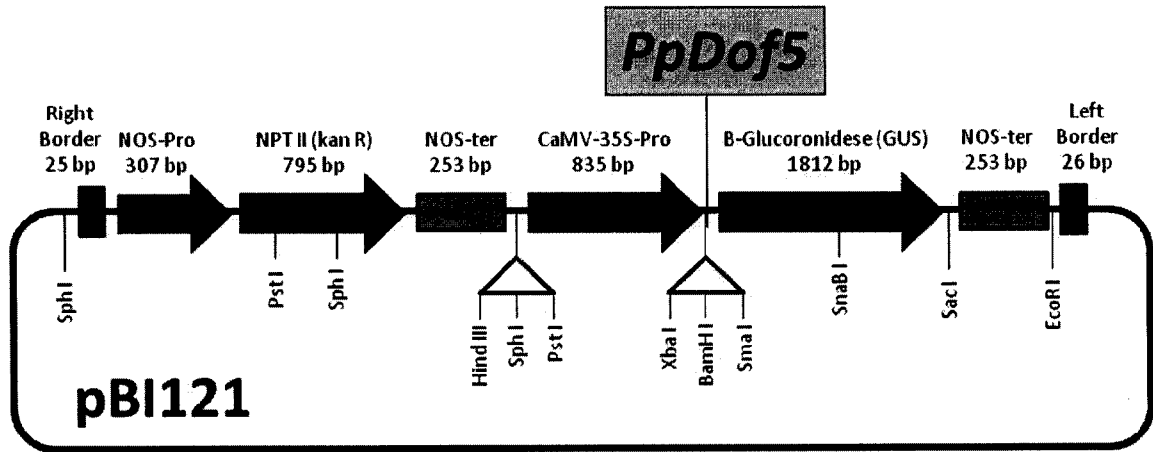 PpDof5
Right
Border
25 bp
NOS-Pro
307 bp
NPT II (kan R)
795 bp
NOS-ter
253 bp
CaMV-35S-Pro
835 bp
B-Glucoronidese (GUS)
1812 bp
NOS-ter
253 bp
Left
Border
26 bp
Sph I
Pst I
Sph I
Hind III
Sph I
Pst I
Xba I
BamH I
Sma I
SnaB I
Sac I
EcoR I
pBI121